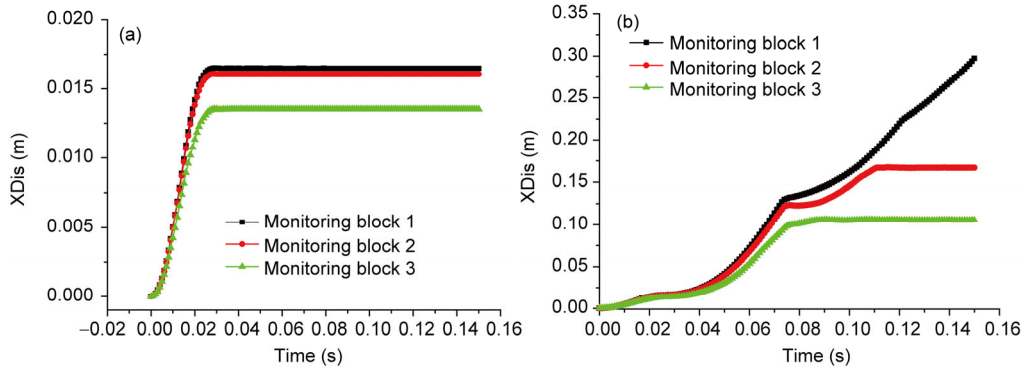 (a)
XDis (m)
0.020
0.015
0.010
0.005
0.000
Monitoring block 1
Monitoring block 2
Monitoring block 3
−0.02 0.00 0.02 0.04 0.06 0.08 0.10 0.12 0.14 0.16
Time (s)
(b)
XDis (m)
0.35
0.30
0.25
0.20
0.15
0.10
0.05
0.00
Monitoring block 1
Monitoring block 2
Monitoring block 3
0.00 0.02 0.04 0.06 0.08 0.10 0.12 0.14 0.16
Time (s)